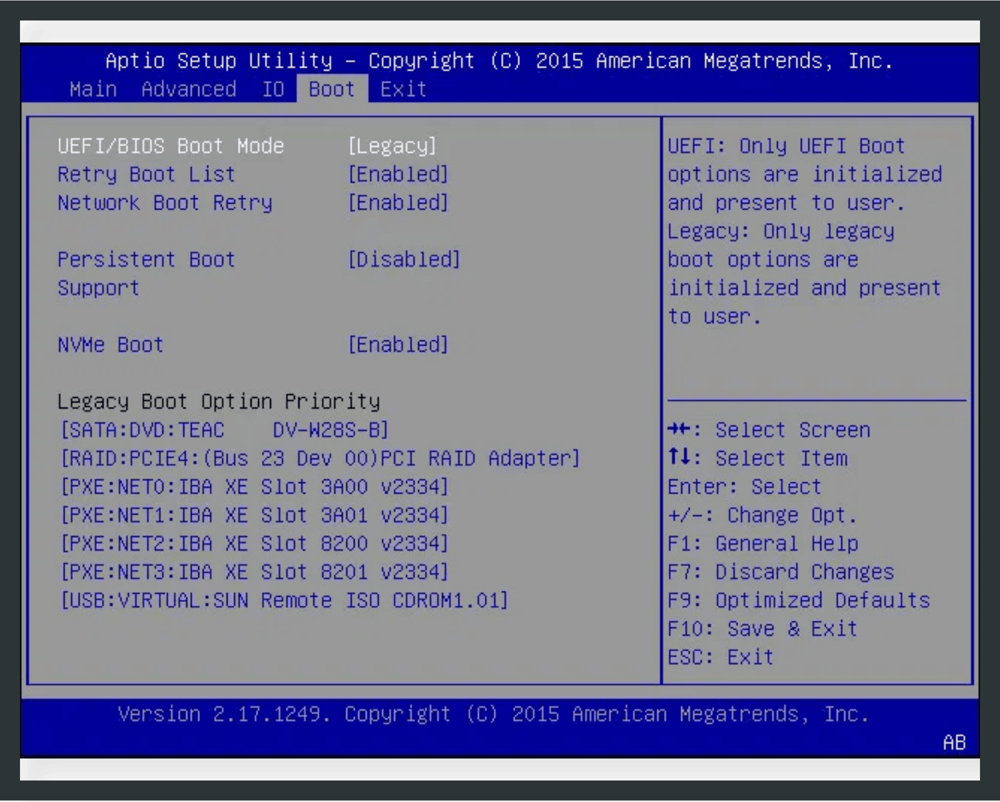 Aptio Setup Utility – Copyright (C) 2015 American Megatrends, Inc.
Main Advanced IO Boot Exit
UEFI/BIOS Boot Mode [Legacy]
Retry Boot List [Enabled]
Network Boot Retry [Enabled]
Persistent Boot [Disabled]
Support
NVMe Boot [Enabled]
Legacy Boot Option Priority
[SATA:DVD:TEAC DV-W28S-B]
[RAID:PCIE4:(Bus 23 Dev 00)PCI RAID Adapter]
[PXE:NET0:IBA XE Slot 3A00 v2334]
[PXE:NET1:IBA XE Slot 3A01 v2334]
[PXE:NET2:IBA XE Slot 8200 v2334]
[PXE:NET3:IBA XE Slot 8201 v2334]
[USB:VIRTUAL:SUN Remote ISO CDROM1.01]
UEFI: Only UEFI Boot
options are initialized
and present to user.
Legacy: Only legacy
boot options are
initialized and present
to user.
→←: Select Screen
↑↓: Select Item
Enter: Select
+/-: Change Opt.
F1: General Help
F7: Discard Changes
F9: Optimized Defaults
F10: Save & Exit
ESC: Exit
Version 2.17.1249. Copyright (C) 2015 American Megatrends, Inc.
AB